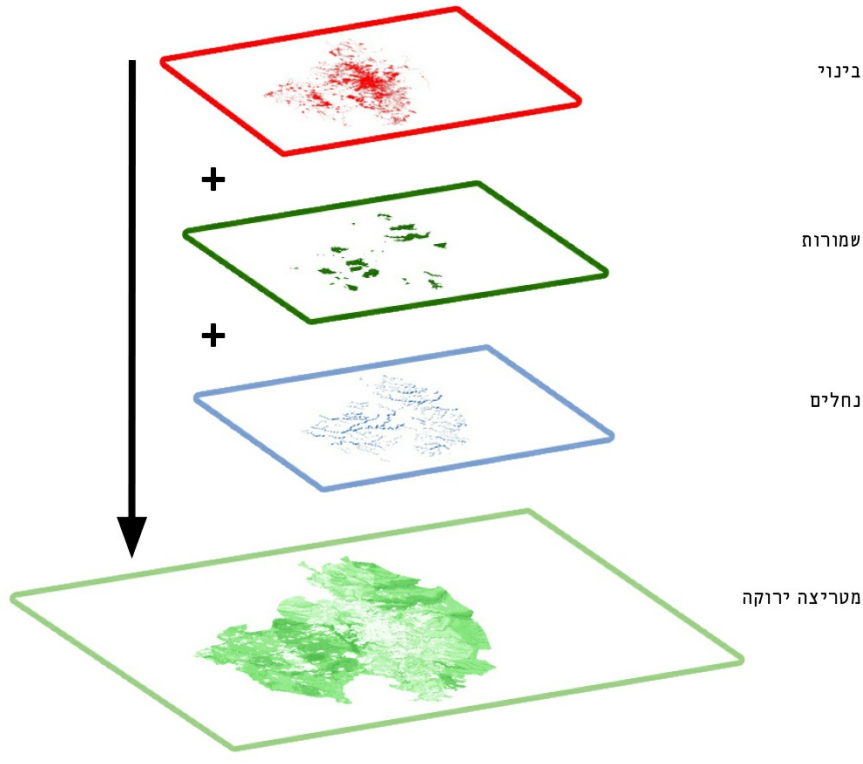 בינוי
+
שמורות
+
נחלים
מטריצה ירוקה